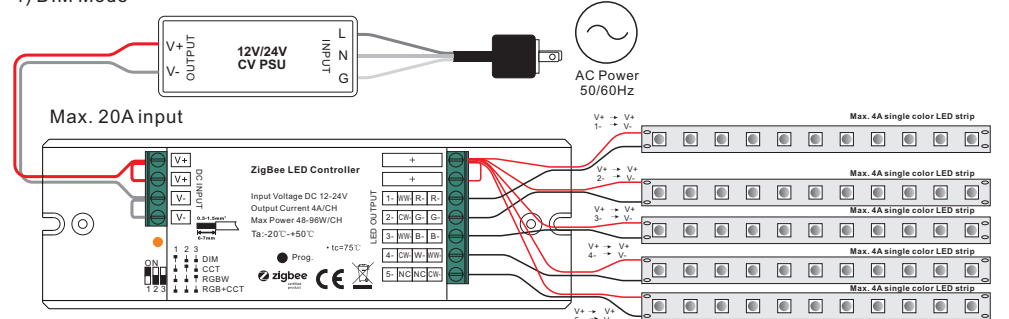 1) DIM Mode
V+
V-
OUTPUT
12V/24V
CV PSU
INPUT
L
N
G
AC Power
50/60Hz
Max. 20A input
V+
V+
V-
V-
DC INPUT
0.5-1.5mm²
6-7mm
ON
1 2 3
1 2 3
DIM
CCT
RGBW
RGB+CCT
ZigBee LED Controller
Input Voltage DC 12-24V
Output Current 4A/CH
Max Power 48-96W/CH
Ta:-20℃-+50℃
• tc=75℃
Prog.
zigbee
certified
product
CE
LED OUTPUT
+
+
1- WW- R- R-
2- CW- G- G-
3- WW- B- B-
4- CW- W- WW-
5- NC NC CW-
V+ → V+
1- → V-
Max. 4A single color LED strip
V+ → V+
2- → V-
Max. 4A single color LED strip
V+ → V+
3- → V-
Max. 4A single color LED strip
V+ → V+
4- → V-
Max. 4A single color LED strip
V+ → V+
Max. 4A single color LED strip